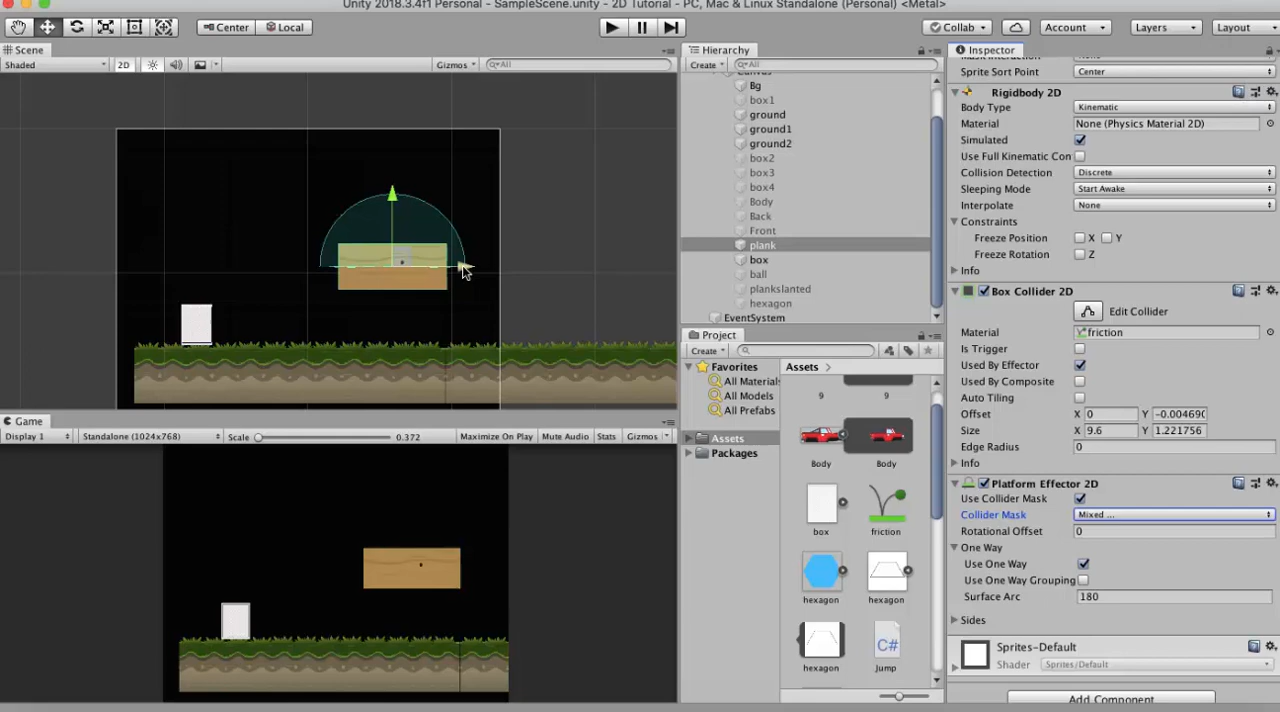 Unity 2018.3.4f1 Personal - SampleScene.unity - 2D Tutorial - PC, Mac & Linux Standalone (Personal) <Metal>
Center Local Collab Account Layers Layout
Scene
Shaded 2D Gizmos All
Hierarchy
Create All
Canvas
Bg
box1
ground
ground1
ground2
box2
box3
box4
Body
Back
Front
plank
box
ball
plankslanted
hexagon
EventSystem
Project
Create
Favorites
All Materials
All Models
All Prefabs
Assets
Packages
Assets
9 9
Body Body
box friction
hexagon hexagon
hexagon Jump
C#
Game
Display 1 Standalone (1024x768) Scale 0.372 Maximize On Play Mute Audio Stats Gizmos
Inspector
Sprite Sort Point Center
Rigidbody 2D
Body Type Kinematic
Material None (Physics Material 2D)
Simulated
Use Full Kinematic Con
Collision Detection Discrete
Sleeping Mode Start Awake
Interpolate None
Constraints
Freeze Position X Y
Freeze Rotation Z
Info
Box Collider 2D
Edit Collider
Material friction
Is Trigger
Used By Effector
Used By Composite
Auto Tiling
Offset X 0 Y -0.00469(
Size X 9.6 Y 1.221756
Edge Radius 0
Info
Platform Effector 2D
Use Collider Mask
Collider Mask Mixed ...
Rotational Offset 0
One Way
Use One Way
Use One Way Grouping
Surface Arc 180
Sides
Sprites-Default
Shader Sprites/Default
Add Component